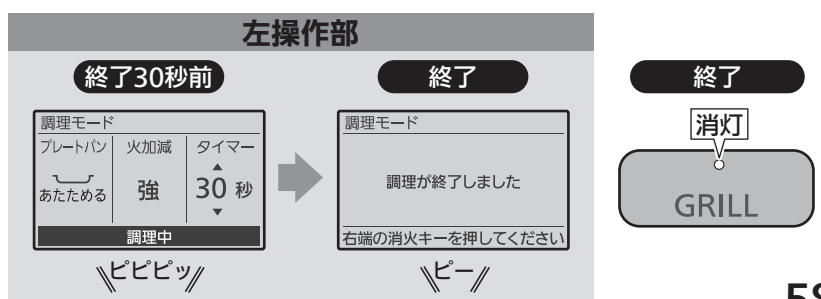 左操作部
終了30秒前
調理モード
プレートパン 火加減 タイマー
あたためる 強 30 秒
調理中
ピピピッ
終了
調理モード
調理が終了しました
右端の消火キーを押してください
ピー
終了
消灯
GRILL